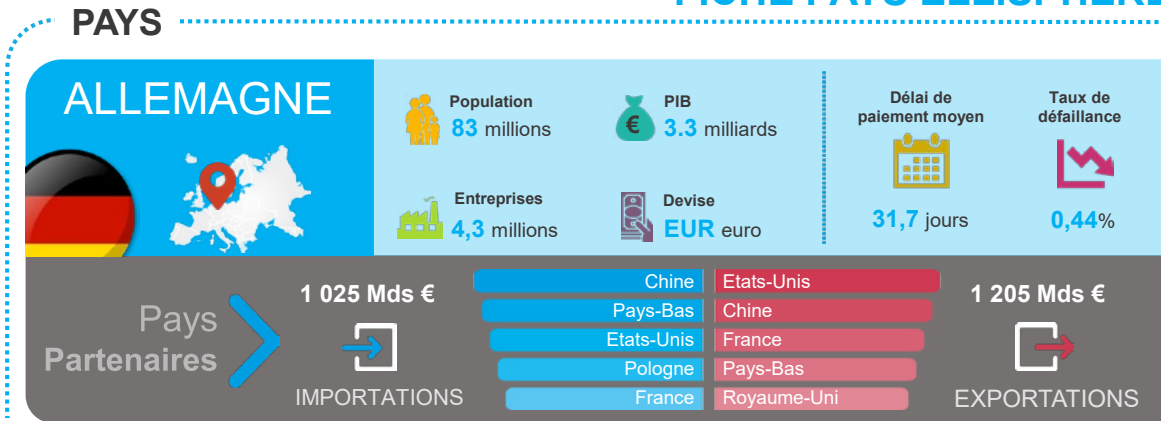 PAYS
ALLEMAGNE
Population
83 millions
PIB
€
3.3 milliards
Entreprises
4,3 millions
Devise
EUR euro
Délai de
paiement moyen
31,7 jours
Taux de
défaillance
0,44%
Pays
Partenaires
1 025 Mds €
IMPORTATIONS
Chine
Pays-Bas
Etats-Unis
Pologne
France
Etats-Unis
Chine
France
Pays-Bas
Royaume-Uni
1 205 Mds €
EXPORTATIONS